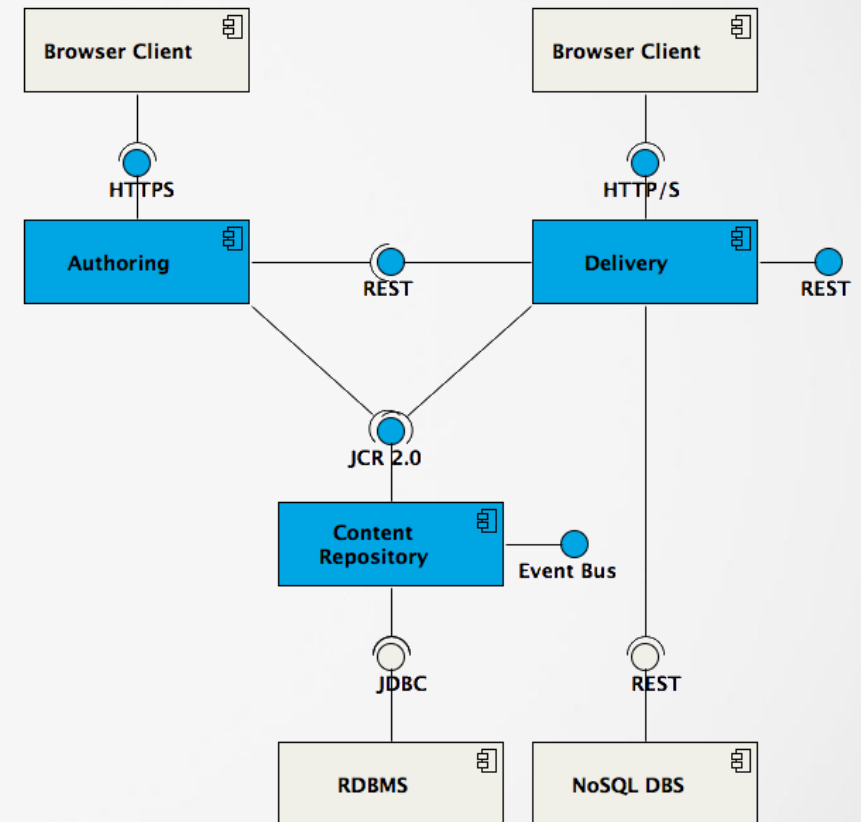 Browser Client
Browser Client
HTTPS
HTTP/S
Authoring
REST
Delivery
REST
JCR 2.0
Content
Repository
Event Bus
JDBC
REST
RDBMS
NoSQL DBS